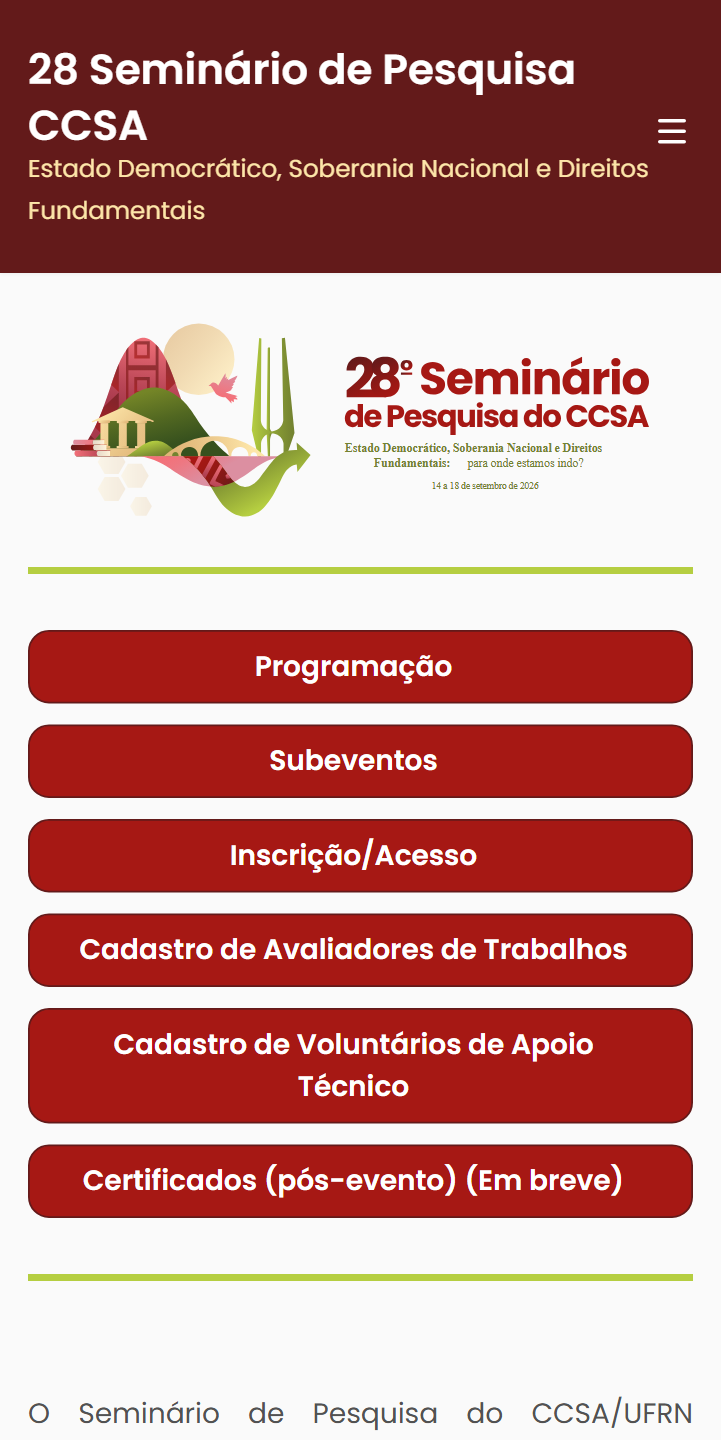 28 Seminário de Pesquisa
CCSA
Estado Democrático, Soberania Nacional e Direitos
Fundamentais
28º Seminário
de Pesquisa do CCSA
Estado Democrático, Soberania Nacional e Direitos
Fundamentais: para onde estamos indo?
14 a 18 de setembro de 2026
Programação
Subeventos
Inscrição/Acesso
Cadastro de Avaliadores de Trabalhos
Cadastro de Voluntários de Apoio
Técnico
Certificados (pós-evento) (Em breve)
O Seminário de Pesquisa do CCSA/UFRN